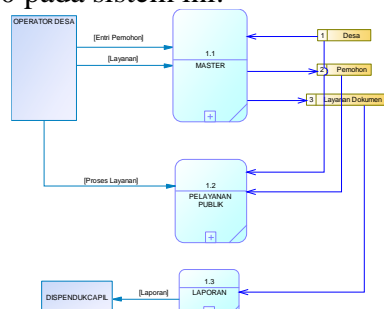 pada sistem ini.
OPERATOR DESA
[Entri Pemohon]
[Layanan]
1.1
MASTER
1 Desa
2 Pemohon
3 Layanan Dokumen
[Proses Layanan]
1.2
PELAYANAN
PUBLIK
DISPENDUKCAPIL
[Laporan]
1.3
LAPORAN